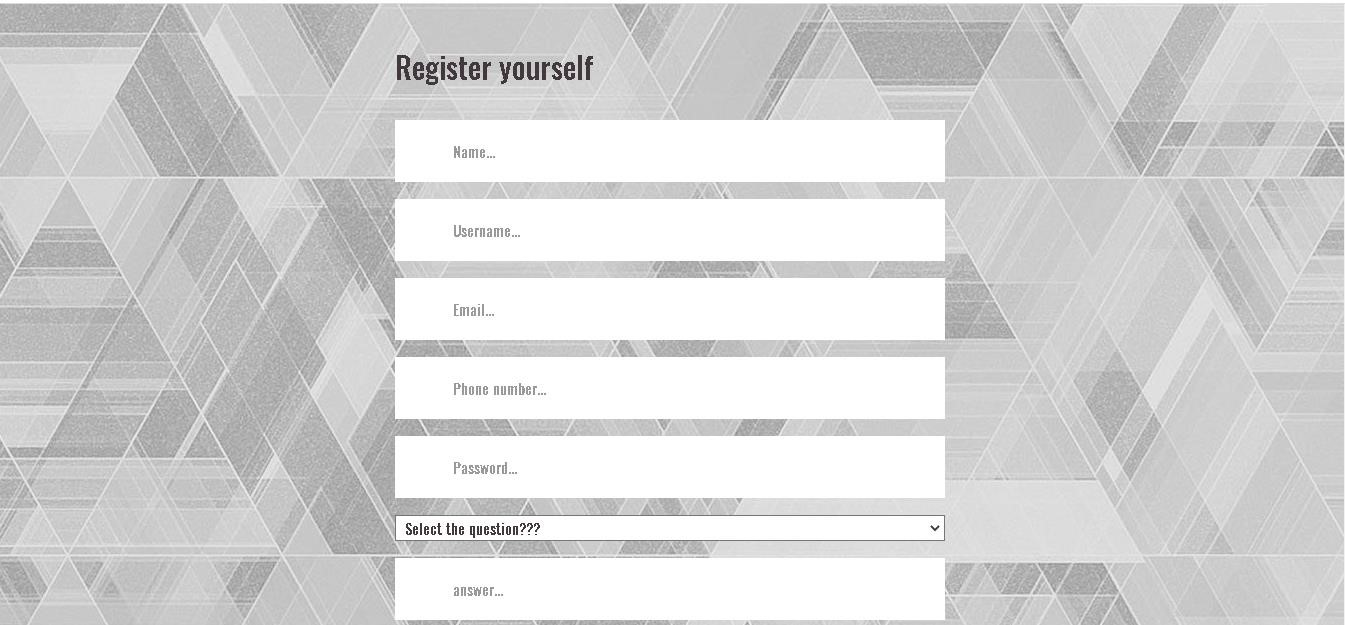 Register yourself
Name...
Username...
Email...
Phone number...
Password...
Select the question???
answer...